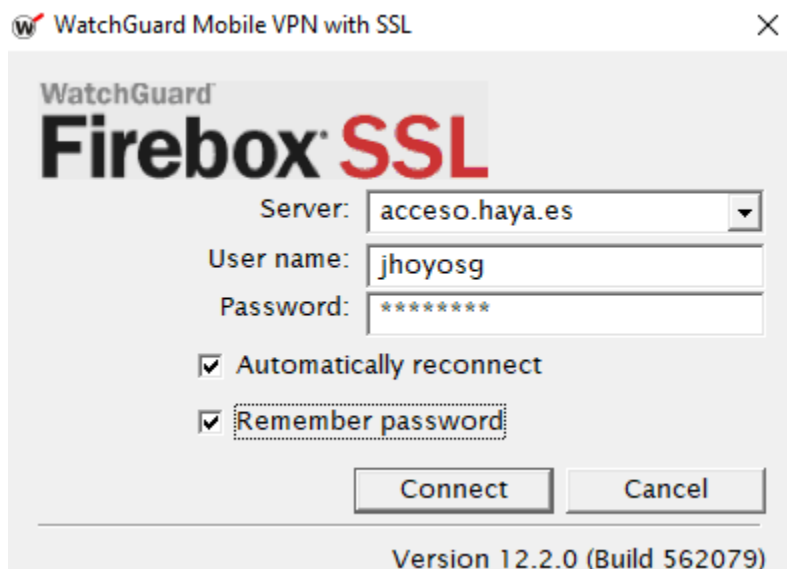 WatchGuard Mobile VPN with SSL
WatchGuard
Firebox SSL
Server: acceso.haya.es
User name: jhoyosg
Password: ********
Automatically reconnect
Remember password
Connect Cancel
Version 12.2.0 (Build 562079)